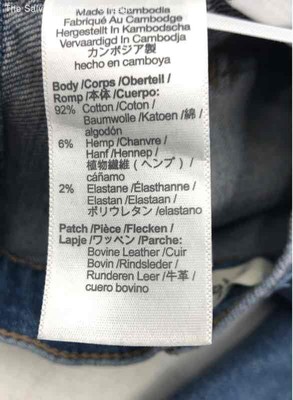 The Salv
Made in Cambodia
Fabriqué Au Cambodge
Hergestellt In Kambodscha
Vervaardigd In Cambodja
カンボジア製
hecho en camboya
Body /Corps /Oberteil /
Romp /本体 /Cuerpo:
92% Cotton /Coton /
Baumwolle /Katoen /綿 /
algodón
6% Hemp /Chanvre /
Hanf /Hennep /
植物繊維 (ヘンプ) /
cáñamo
2% Elastane /Élasthanne /
Elastan /Elastaan /
ポリウレタン /elastano
Patch /Pièce /Flecken /
Lapje /ワッペン /Parche:
Bovine Leather /Cuir
Bovin /Rindsleder /
Runderen Leer /牛革 /
cuero bovino